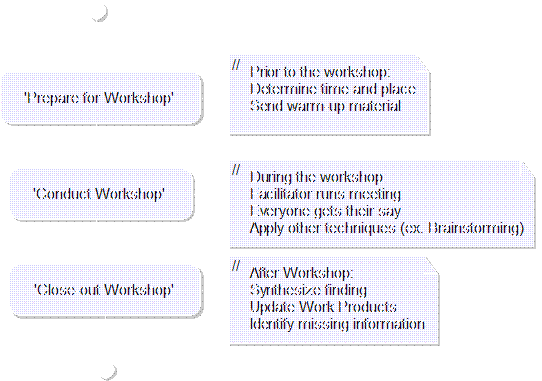 'Prepare for Workshop'
//
Prior to the workshop:
Determine time and place
Send warm-up material
'Conduct Workshop'
//
During the workshop
Facilitator runs meeting
Everyone gets their say
Apply other techniques (ex. Brainstorming)
'Close-out Workshop'
//
After Workshop:
Synthesize finding
Update Work Products
Identify missing information